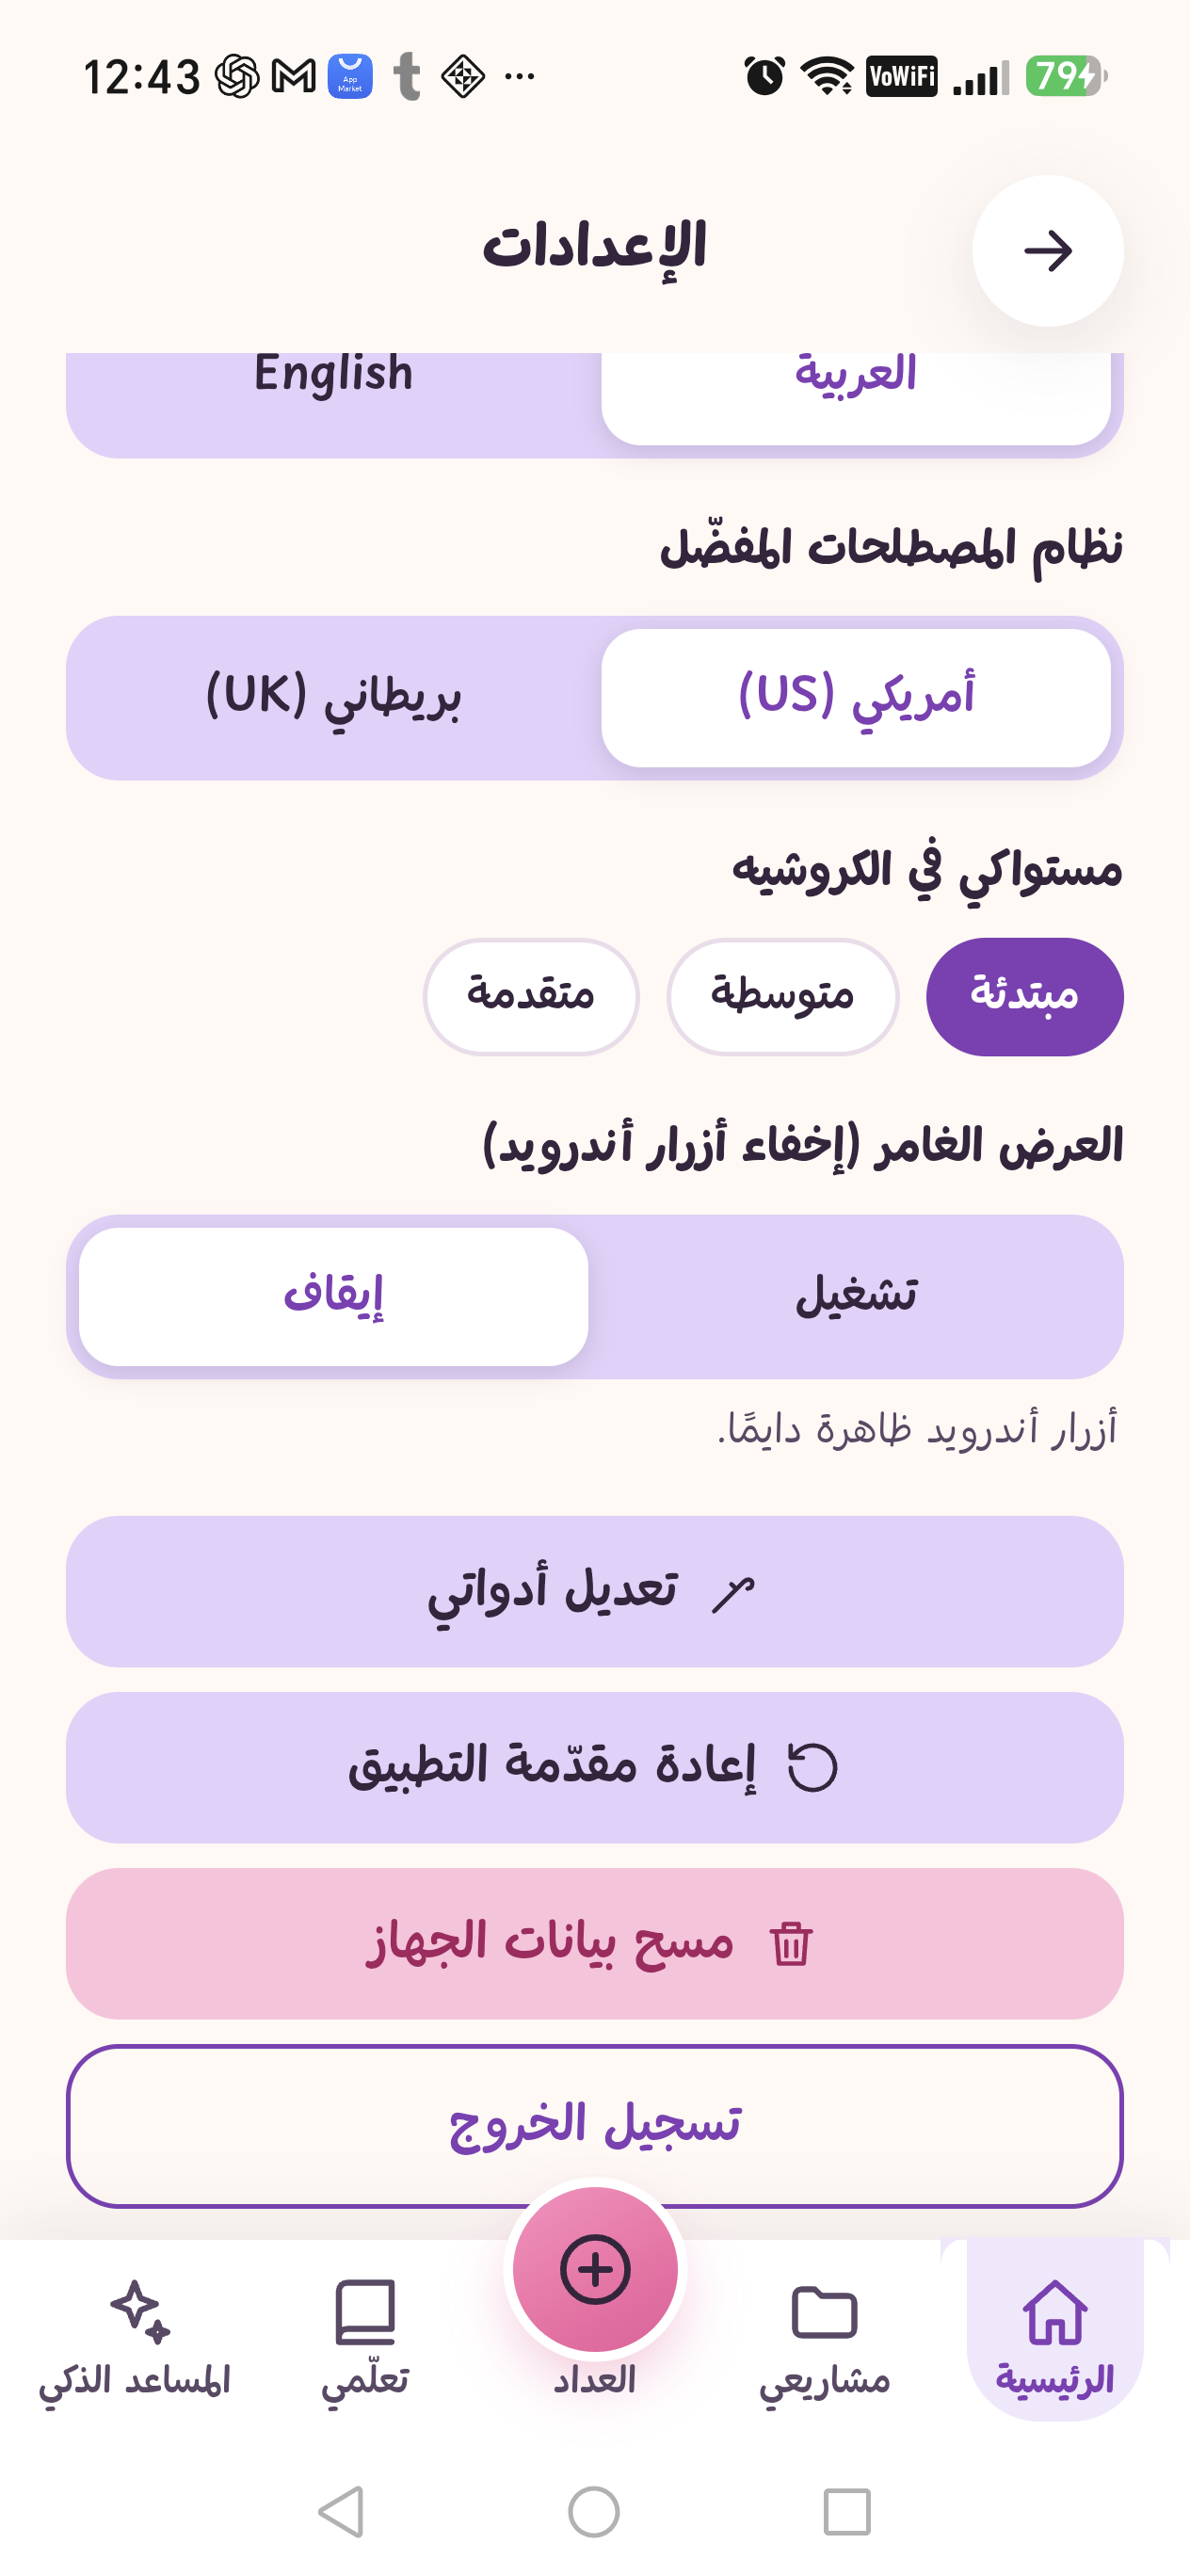 12:43
App Market
VoWiFi
79
الإعدادات
العربية English
نظام المصطلحات المفضّل
أمريكي (US) بريطاني (UK)
مستواكي في الكروشيه
مبتدئة متوسطة متقدمة
العرض الغامر (إخفاء أزرار أندرويد)
تشغيل إيقاف
أزرار أندرويد ظاهرة دايمًا.
تعديل أدواتي
إعادة مقدّمة التطبيق
مسح بيانات الجهاز
تسجيل الخروج
الرئيسية مشاريعي العداد تعلّمي المساعد الذكي